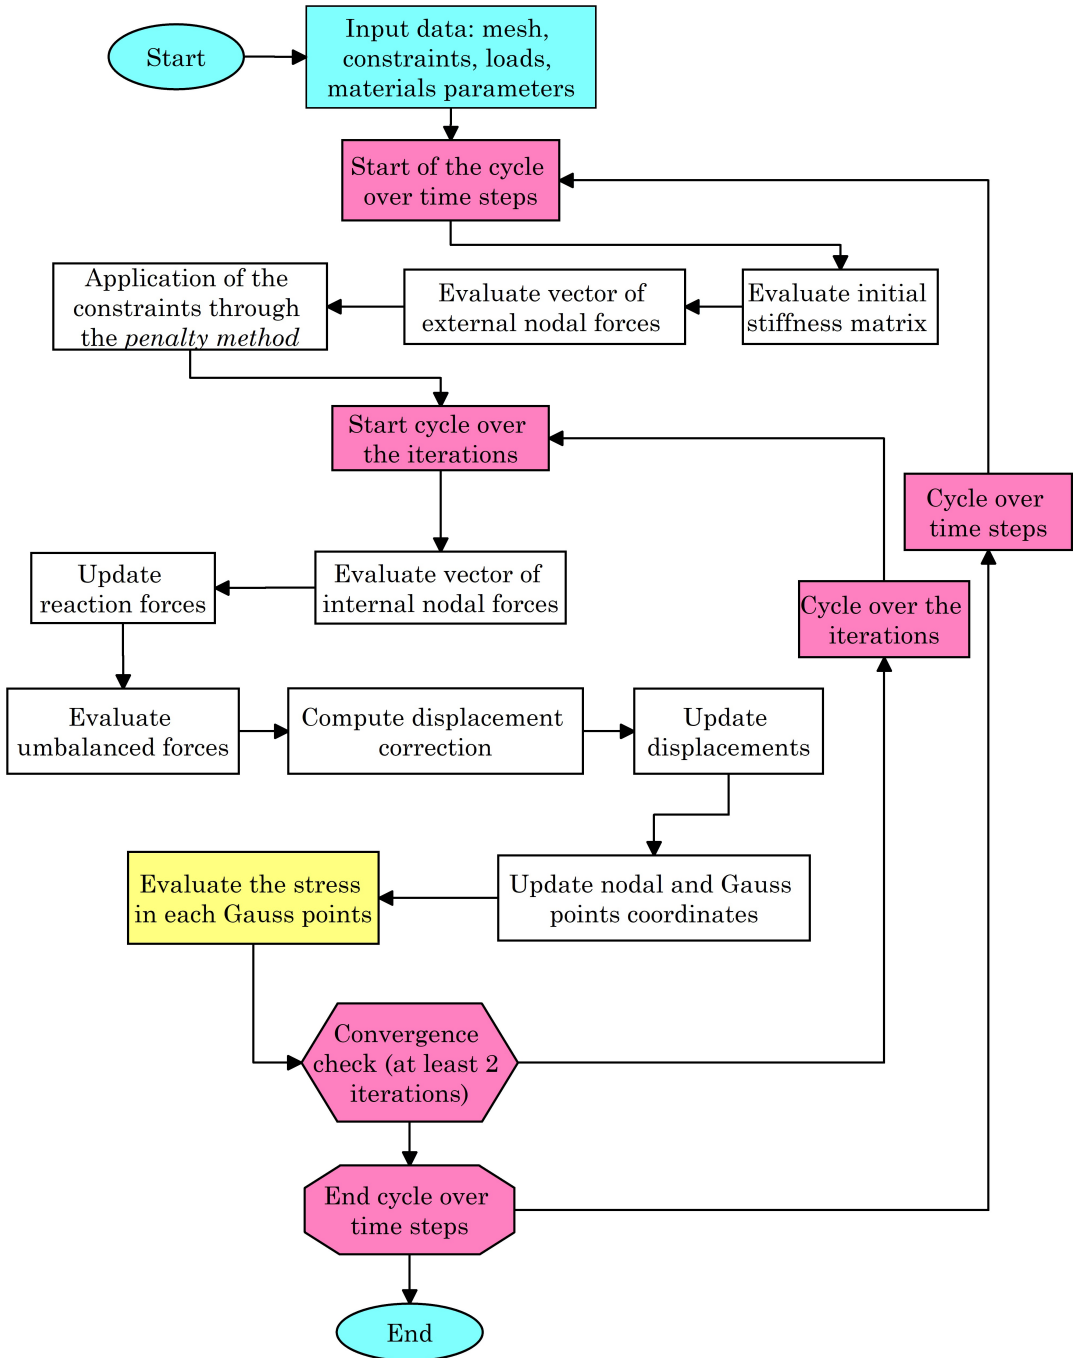 Start
Input data: mesh,
constraints, loads,
materials parameters
Start of the cycle
over time steps
Application of the
constraints through
the penalty method
Evaluate vector of
external nodal forces
Evaluate initial
stiffness matrix
Start cycle over
the iterations
Cycle over
time steps
Update
reaction forces
Evaluate vector of
internal nodal forces
Cycle over the
iterations
Evaluate
umbalanced forces
Compute displacement
correction
Update
displacements
Evaluate the stress
in each Gauss points
Update nodal and Gauss
points coordinates
Convergence
check (at least 2
iterations)
End cycle over
time steps
End